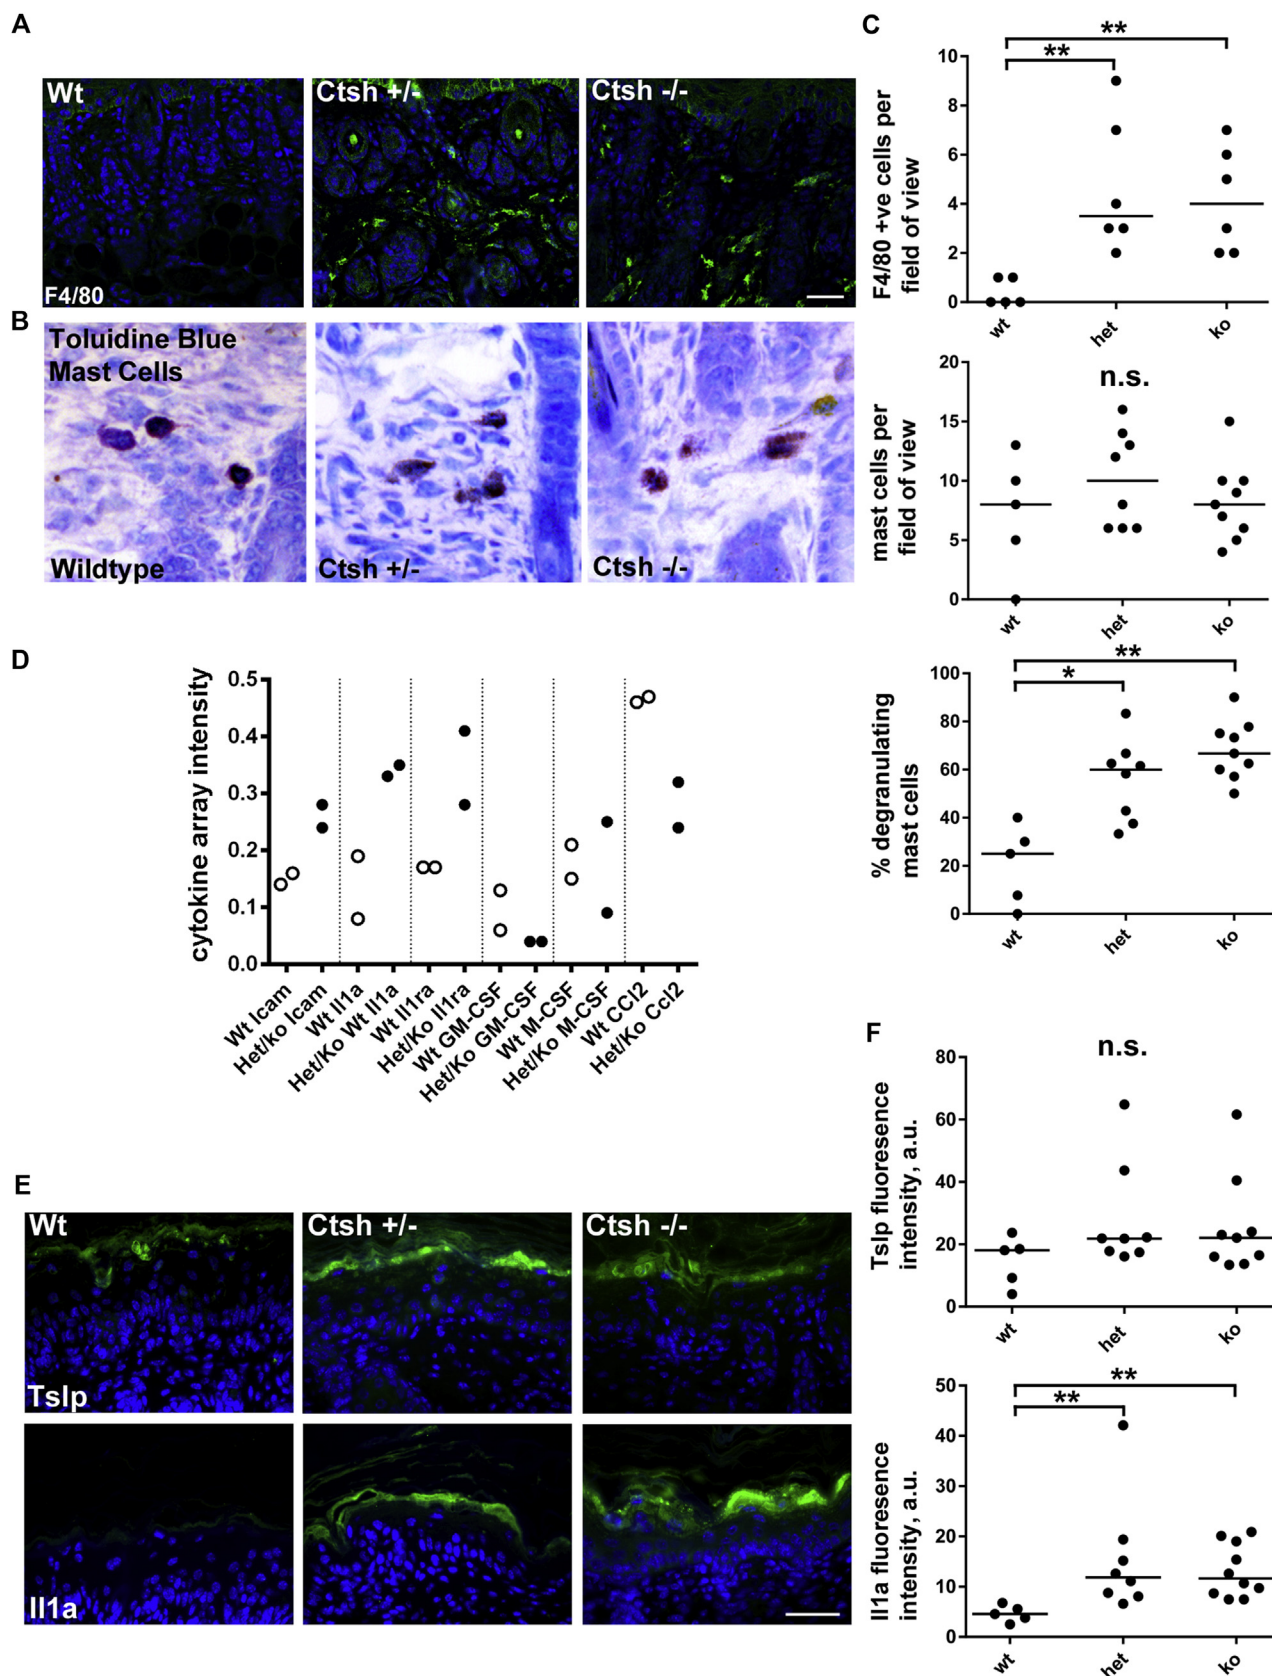 A
Wt
Ctsh +/-
Ctsh -/-
F4/80
B
Toluidine Blue
Mast Cells
Wildtype
Ctsh +/-
Ctsh -/-
C
**
**
F4/80 +ve cells per
field of view
10
8
6
4
2
0
wt
het
ko
n.s.
mast cells per
field of view
20
15
10
5
0
wt
het
ko
**
*
% degranulating
mast cells
100
80
60
40
20
0
wt
het
ko
D
cytokine array intensity
0.5
0.4
0.3
0.2
0.1
0.0
Wt Icam
Het/ko Icam
Wt Il1a
Het/Ko Wt Il1a
Wt Il1ra
Het/Ko Il1ra
Wt GM-CSF
Het/Ko GM-CSF
Wt M-CSF
Het/Ko M-CSF
Wt CCl2
Het/Ko Ccl2
E
Wt
Ctsh +/-
Ctsh -/-
Tslp
Il1a
F
n.s.
Tslp fluoresence
intensity, a.u.
80
60
40
20
0
wt
het
ko
**
**
Il1a fluoresence
intensity, a.u.
50
40
30
20
10
0
wt
het
ko